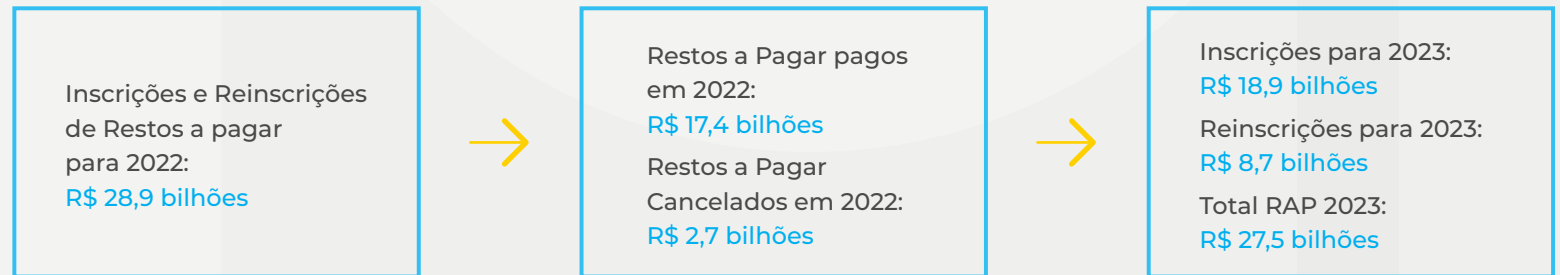 Inscrições e Reinscrições
de Restos a pagar
para 2022:
R$ 28,9 bilhões
Restos a Pagar pagos
em 2022:
R$ 17,4 bilhões
Restos a Pagar
Cancelados em 2022:
R$ 2,7 bilhões
Inscrições para 2023:
R$ 18,9 bilhões
Reinscrições para 2023:
R$ 8,7 bilhões
Total RAP 2023:
R$ 27,5 bilhões